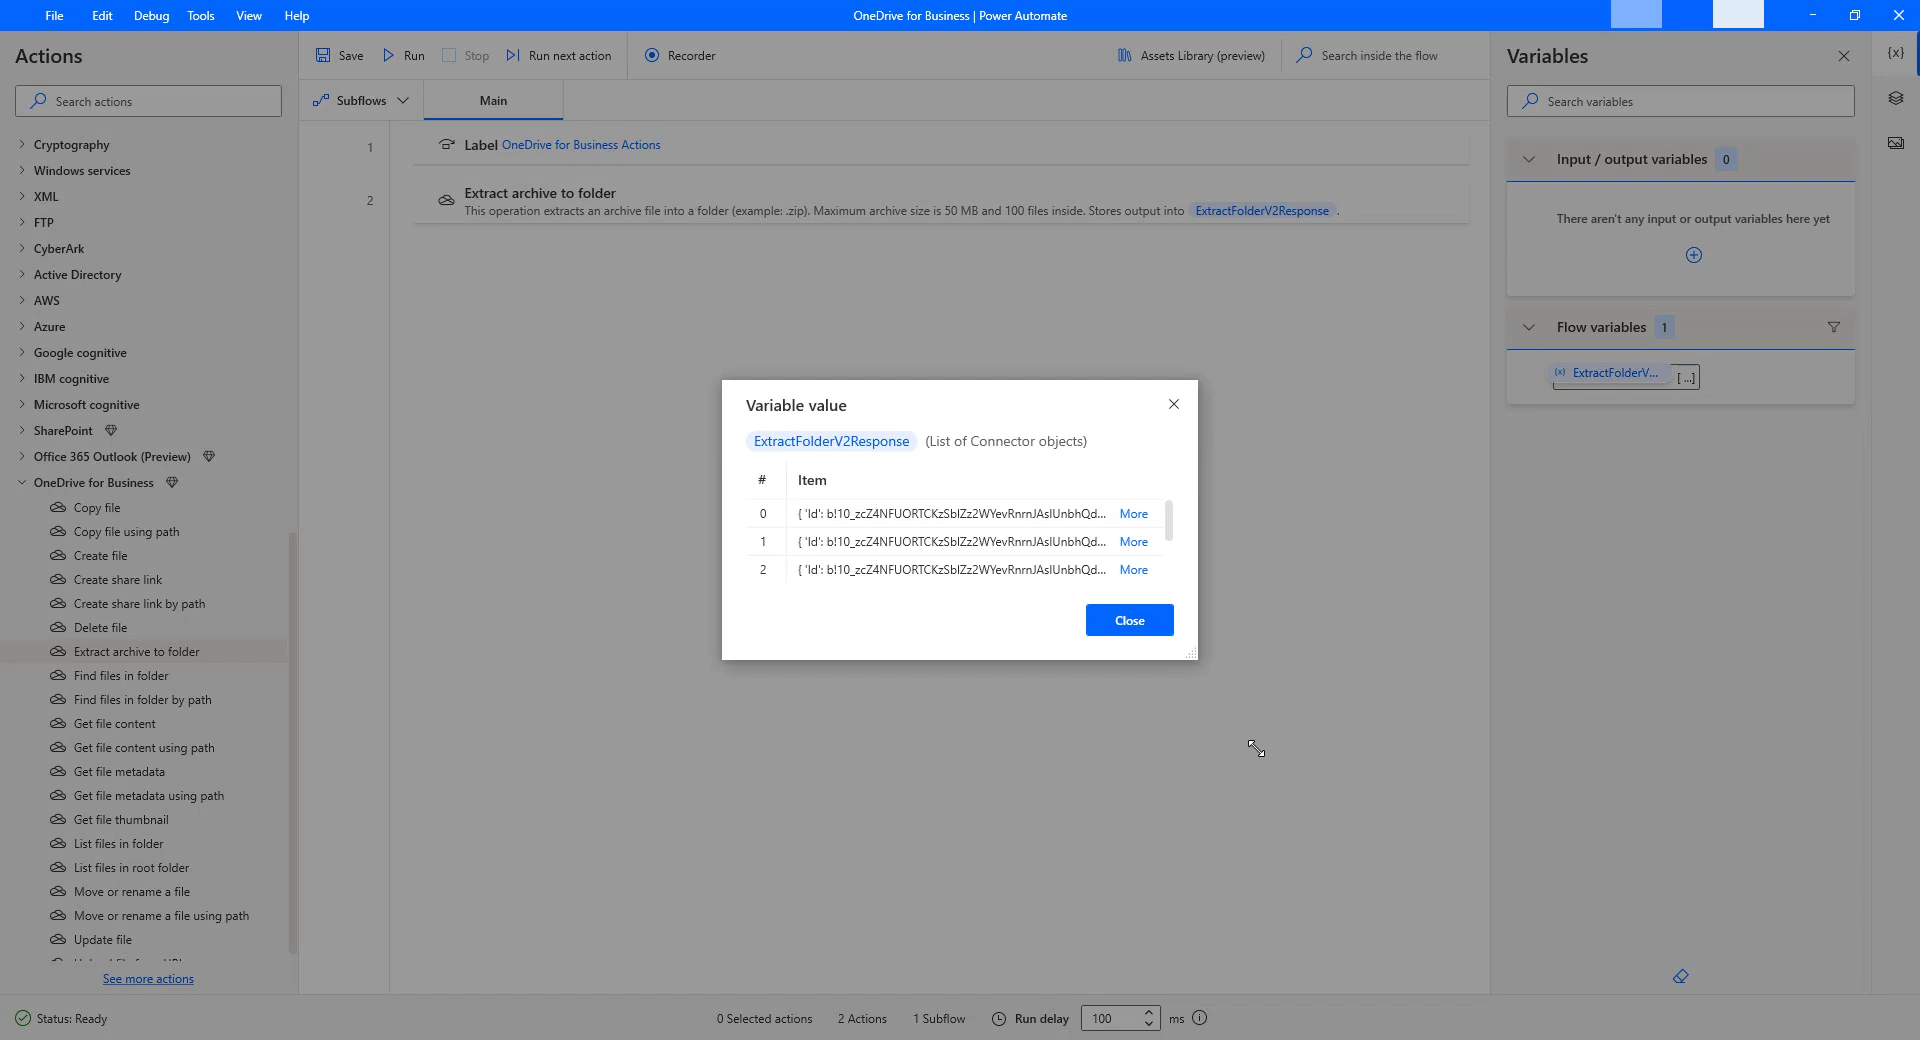 File Edit Debug Tools View Help
OneDrive for Business | Power Automate
Actions
Search actions
Cryptography
Windows services
XML
FTP
CyberArk
Active Directory
AWS
Azure
Google cognitive
IBM cognitive
Microsoft cognitive
SharePoint
Office 365 Outlook (Preview)
OneDrive for Business
Copy file
Copy file using path
Create file
Create share link
Create share link by path
Delete file
Extract archive to folder
Find files in folder
Find files in folder by path
Get file content
Get file content using path
Get file metadata
Get file metadata using path
Get file thumbnail
List files in folder
List files in root folder
Move or rename a file
Move or rename a file using path
Update file
See more actions
Save Run Stop Run next action Recorder
Assets Library (preview) Search inside the flow
Subflows Main
1 Label OneDrive for Business Actions
2 Extract archive to folder
This operation extracts an archive file into a folder (example: .zip). Maximum archive size is 50 MB and 100 files inside. Stores output into ExtractFolderV2Response .
Variable value
ExtractFolderV2Response (List of Connector objects)
# Item
0 { 'Id': b!10_zcZ4NFUORTCKzSbIZz2WYevRnrnJAsIUnbhQd... More
1 { 'Id': b!10_zcZ4NFUORTCKzSbIZz2WYevRnrnJAsIUnbhQd... More
2 { 'Id': b!10_zcZ4NFUORTCKzSbIZz2WYevRnrnJAsIUnbhQd... More
Close
Variables
{x}
Search variables
Input / output variables 0
There aren't any input or output variables here yet
Flow variables 1
(x) ExtractFolderV... [ ...]
Status: Ready
0 Selected actions 2 Actions 1 Subflow Run delay 100 ms